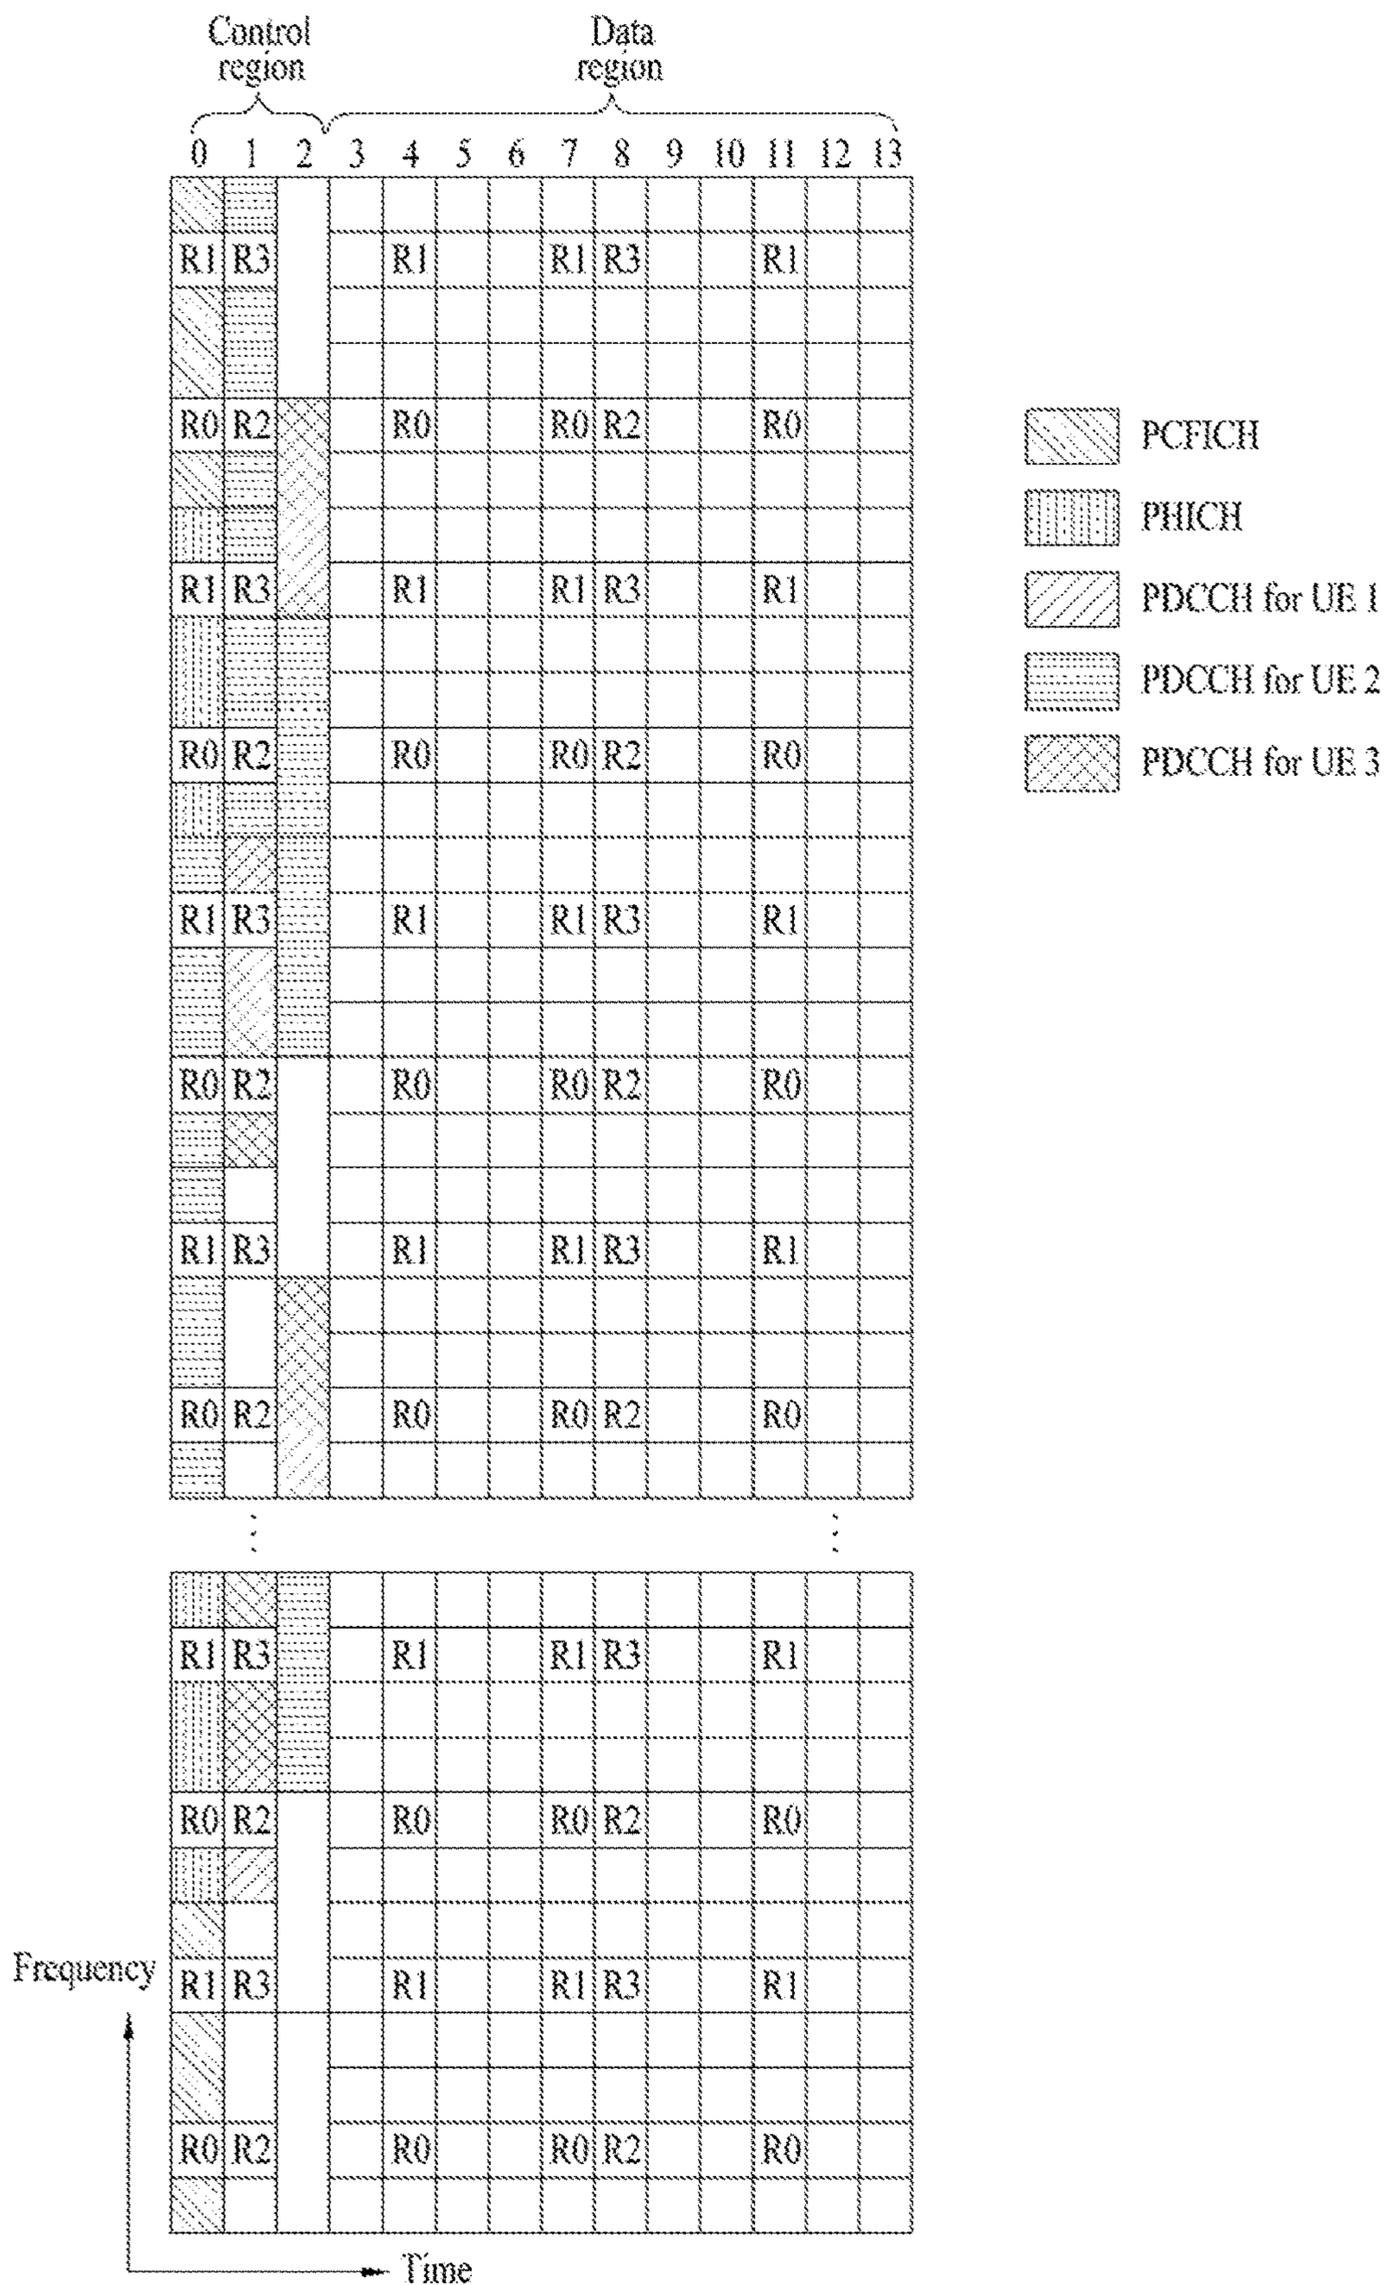 Control
region
Data
region
0 1 2 3 4 5 6 7 8 9 10 11 12 13
R1 R3 R1 R1 R3 R1
R0 R2 R0 R0 R2 R0
PCFICH
PHICH
R1 R3 R1 R1 R3 R1
PDCCH for UE 1
PDCCH for UE 2
R0 R2 R0 R0 R2 R0
PDCCH for UE 3
R1 R3 R1 R1 R3 R1
R0 R2 R0 R0 R2 R0
R1 R3 R1 R1 R3 R1
R0 R2 R0 R0 R2 R0
R1 R3 R1 R1 R3 R1
R0 R2 R0 R0 R2 R0
Frequency
R1 R3 R1 R1 R3 R1
R0 R2 R0 R0 R2 R0
Time